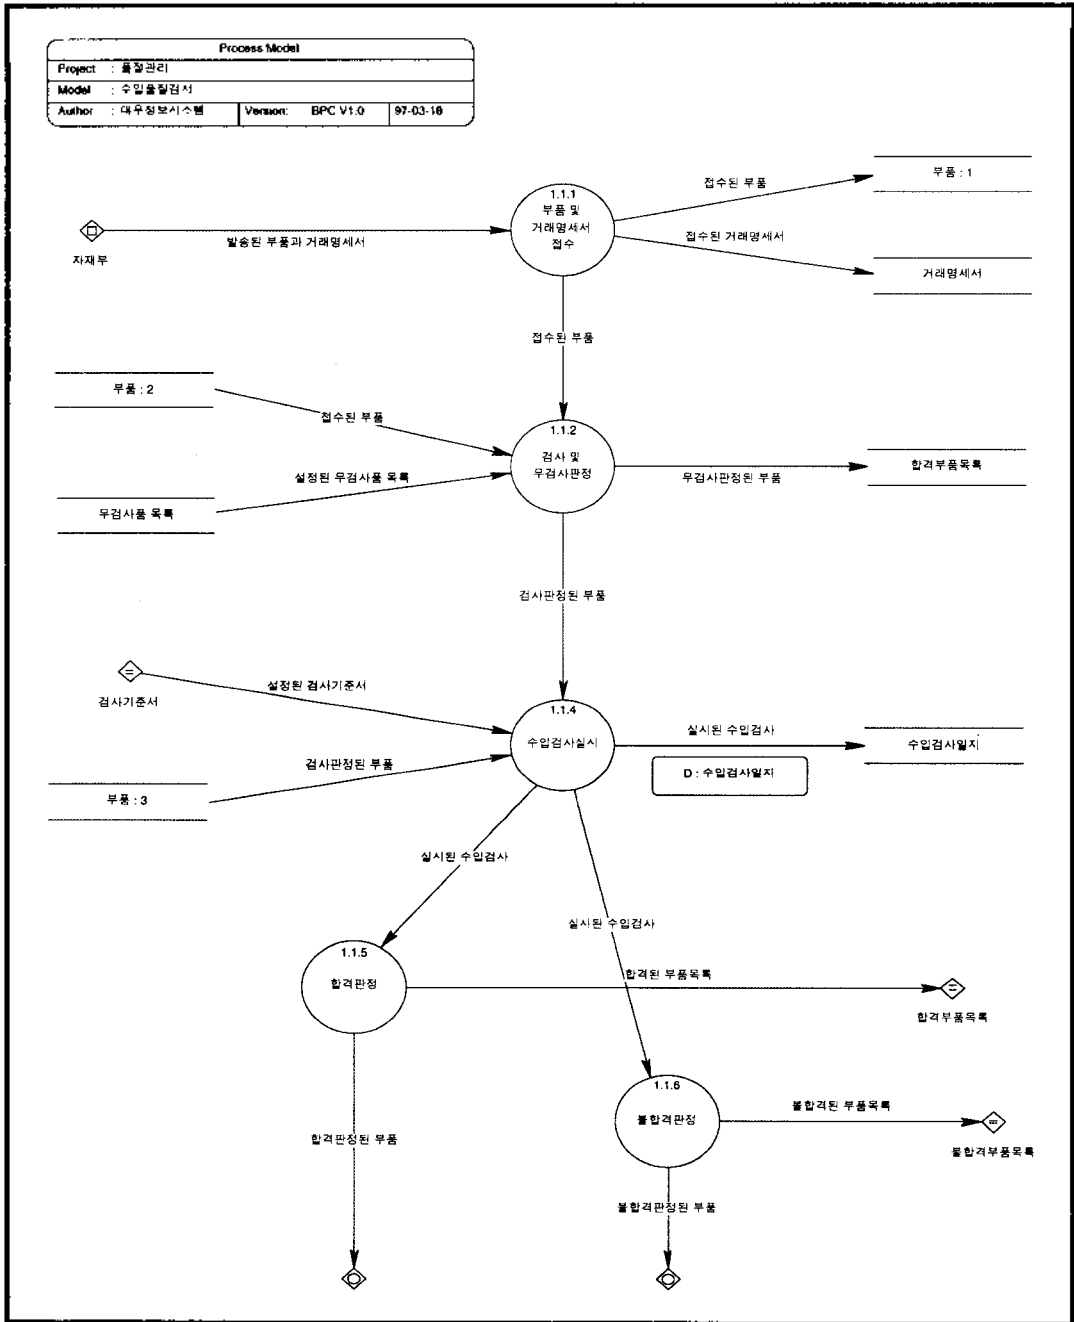 Process Model
Project : 품질관리
Model : 수입품질검사
Author : 대우정보시스템 Version: BPC V1.0 97-03-18
1.1.1
부품 및
거래명세서
접수
접수된 부품
부품 : 1
발송된 부품과 거래명세서
자재부
접수된 거래명세서
거래명세서
접수된 부품
부품 : 2
접수된 부품
1.1.2
검사 및
무검사판정
설정된 무검사품 목록
무검사품 목록
무검사판정된 부품
합격부품목록
검사판정된 부품
검사기준서
설정된 검사기준서
1.1.4
수입검사실시
실시된 수입검사
수입검사일지
D : 수입검사일지
검사판정된 부품
부품 : 3
실시된 수입검사
실시된 수입검사
1.1.5
합격판정
합격된 부품목록
합격부품목록
1.1.6
불합격판정
불합격된 부품목록
불합격부품목록
합격판정된 부품
불합격판정된 부품